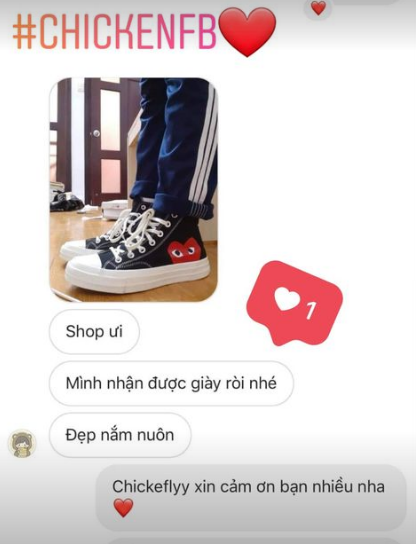 #CHICKENFB
1
Shop ưi
Mình nhận được giày ròi nhé
Đẹp nắm nuôn
Chickeflyy xin cảm ơn bạn nhiều nha